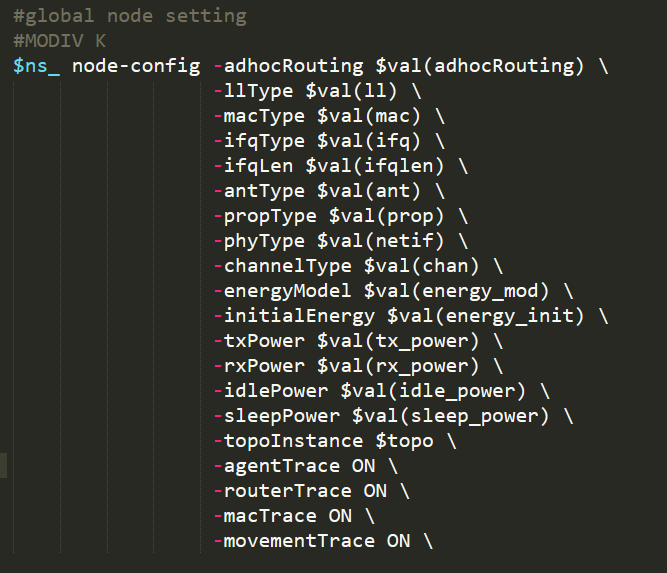 #global node setting
#MODIV K
$ns_ node-config -adhocRouting $val(adhocRouting) \
-llType $val(ll) \
-macType $val(mac) \
-ifqType $val(ifq) \
-ifqLen $val(ifqlen) \
-antType $val(ant) \
-propType $val(prop) \
-phyType $val(netif) \
-channelType $val(chan) \
-energyModel $val(energy_mod) \
-initialEnergy $val(energy_init) \
-txPower $val(tx_power) \
-rxPower $val(rx_power) \
-idlePower $val(idle_power) \
-sleepPower $val(sleep_power) \
-topoInstance $topo \
-agentTrace ON \
-routerTrace ON \
-macTrace ON \
-movementTrace ON \